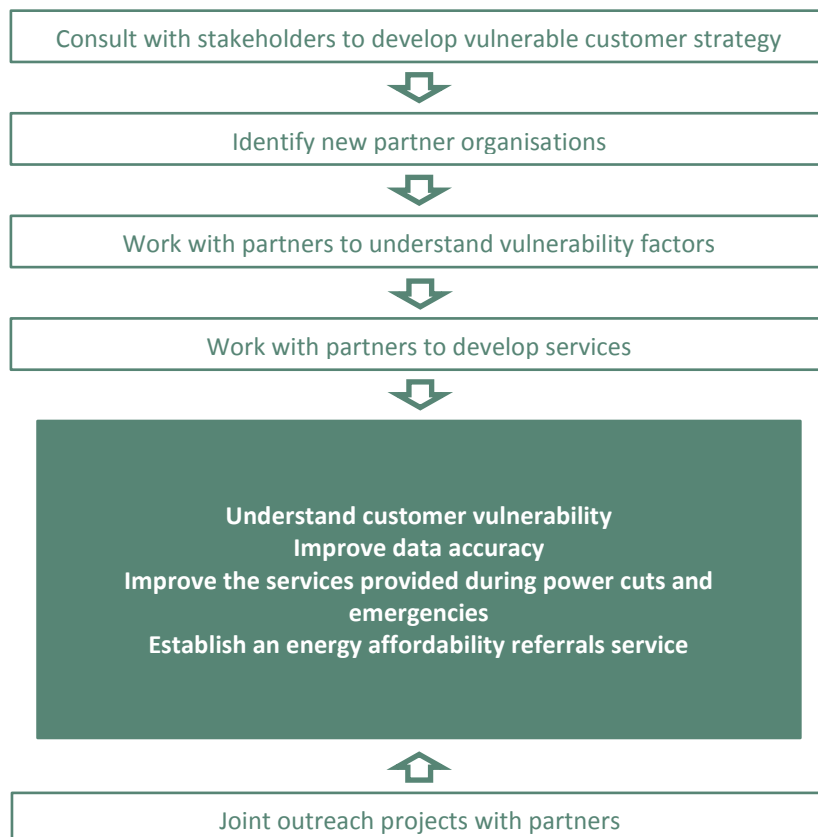 Consult with stakeholders to develop vulnerable customer strategy
Identify new partner organisations
Work with partners to understand vulnerability factors
Work with partners to develop services
Understand customer vulnerability
Improve data accuracy
Improve the services provided during power cuts and
emergencies
Establish an energy affordability referrals service
Joint outreach projects with partners